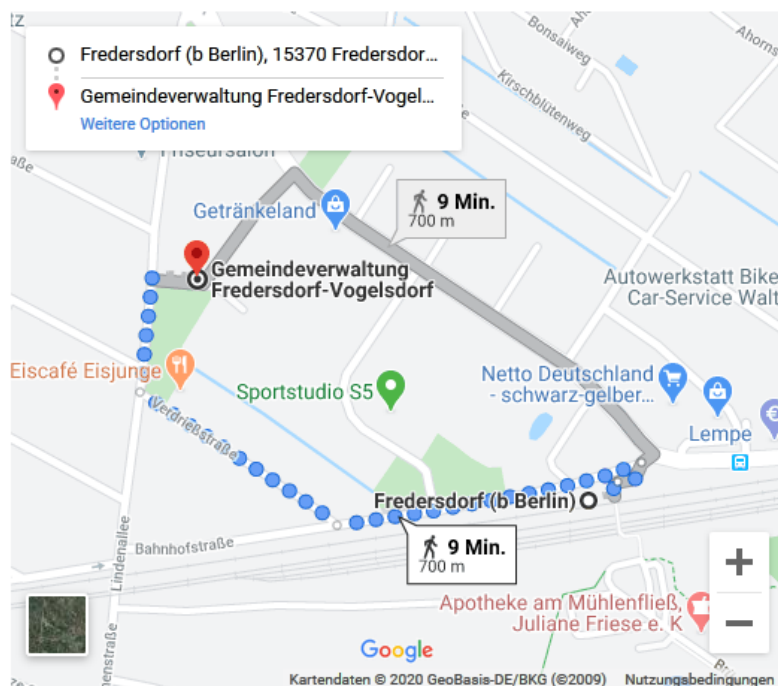 Fredersdorf (b Berlin), 15370 Fredersdor...
Gemeindeverwaltung Fredersdorf-Vogel...
Weitere Optionen
Bonsaiweg
Ahorns
Kirschblütenweg
Friseursalon
Getränkeland
9 Min.
700 m
Gemeindeverwaltung
Fredersdorf-Vogelsdorf
Autowerkstatt Bike
Car-Service Walt
Eiscafé Eisjunge
Sportstudio S5
Netto Deutschland
- schwarz-gelber...
Lempe
Verdrießstraße
Fredersdorf (b Berlin)
Bahnhofstraße
Lindenallee
9 Min.
700 m
Apotheke am Mühlenfließ,
Juliane Friese e. K
Google
Kartendaten © 2020 GeoBasis-DE/BKG (©2009) Nutzungsbedingungen